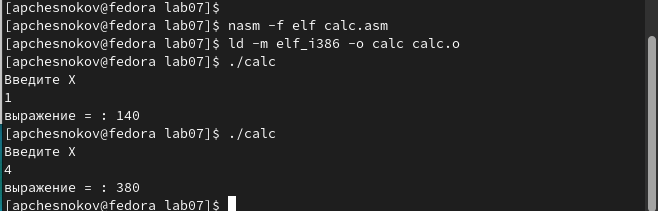 [apchesnokov@fedora lab07]$
[apchesnokov@fedora lab07]$ nasm -f elf calc.asm
[apchesnokov@fedora lab07]$ ld -m elf_i386 -o calc calc.o
[apchesnokov@fedora lab07]$ ./calc
Введите X
1
выражение = : 140
[apchesnokov@fedora lab07]$ ./calc
Введите X
4
выражение = : 380
[apchesnokov@fedora lab07]$